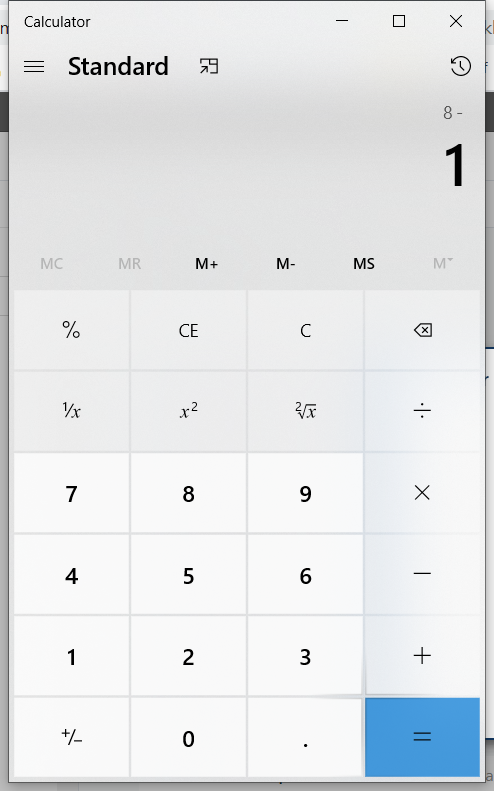 Calculator
Standard
8 -
1
MC MR M+ M- MS M˅
% CE C
¹/x x² ²√x ÷
7 8 9 ×
4 5 6 −
1 2 3 +
+/− 0 . =